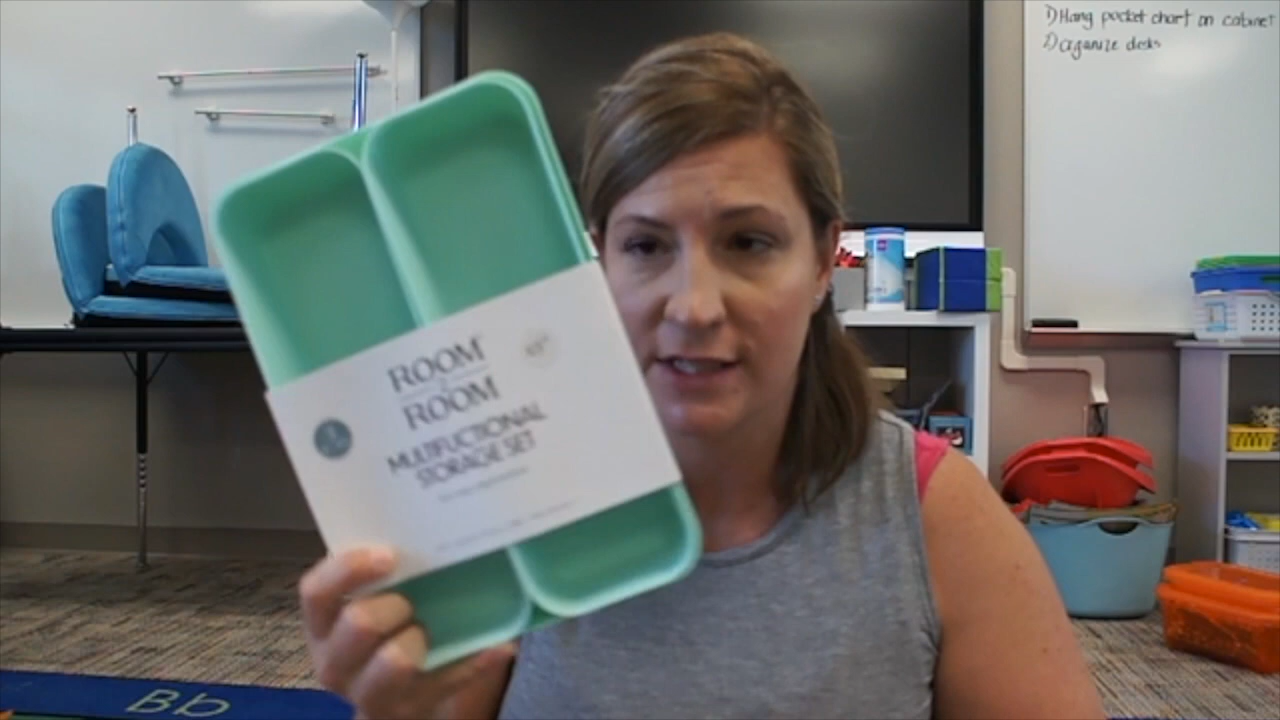 1) Hang pocket chart on cabinet
2) organize desks
ROOM
ROOM
MULTIFUCTIONAL
STORAGE SET
Bb